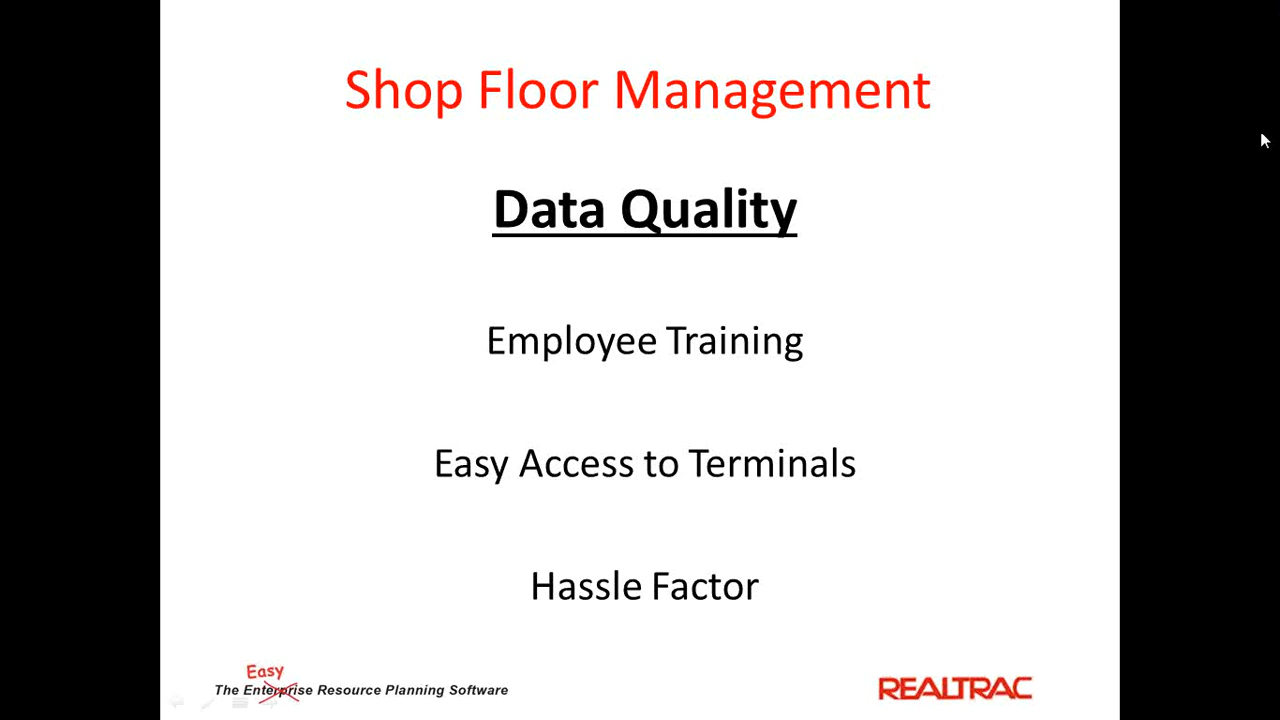 Shop Floor Management
Data Quality
Employee Training
Easy Access to Terminals
Hassle Factor
Easy
The Enterprise Resource Planning Software
REALTRAC